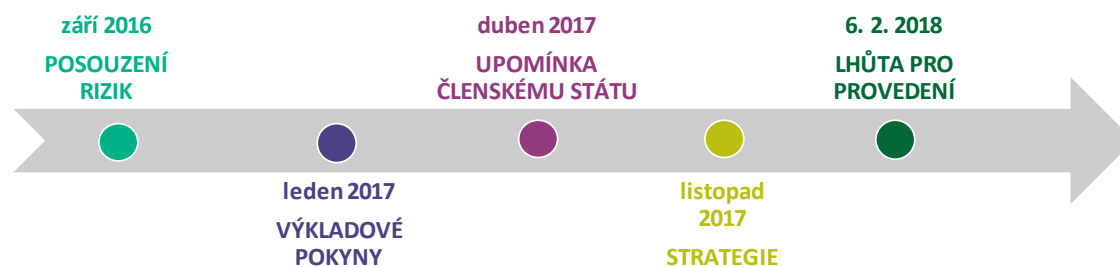 září 2016
POSOUZENÍ
RIZIK
leden 2017
VÝKLADOVÉ
POKYNY
duben 2017
UPOMÍNKA
ČLENSKÉMU STÁTU
listopad
2017
STRATEGIE
6. 2. 2018
LHŮTA PRO
PROVEDENÍ